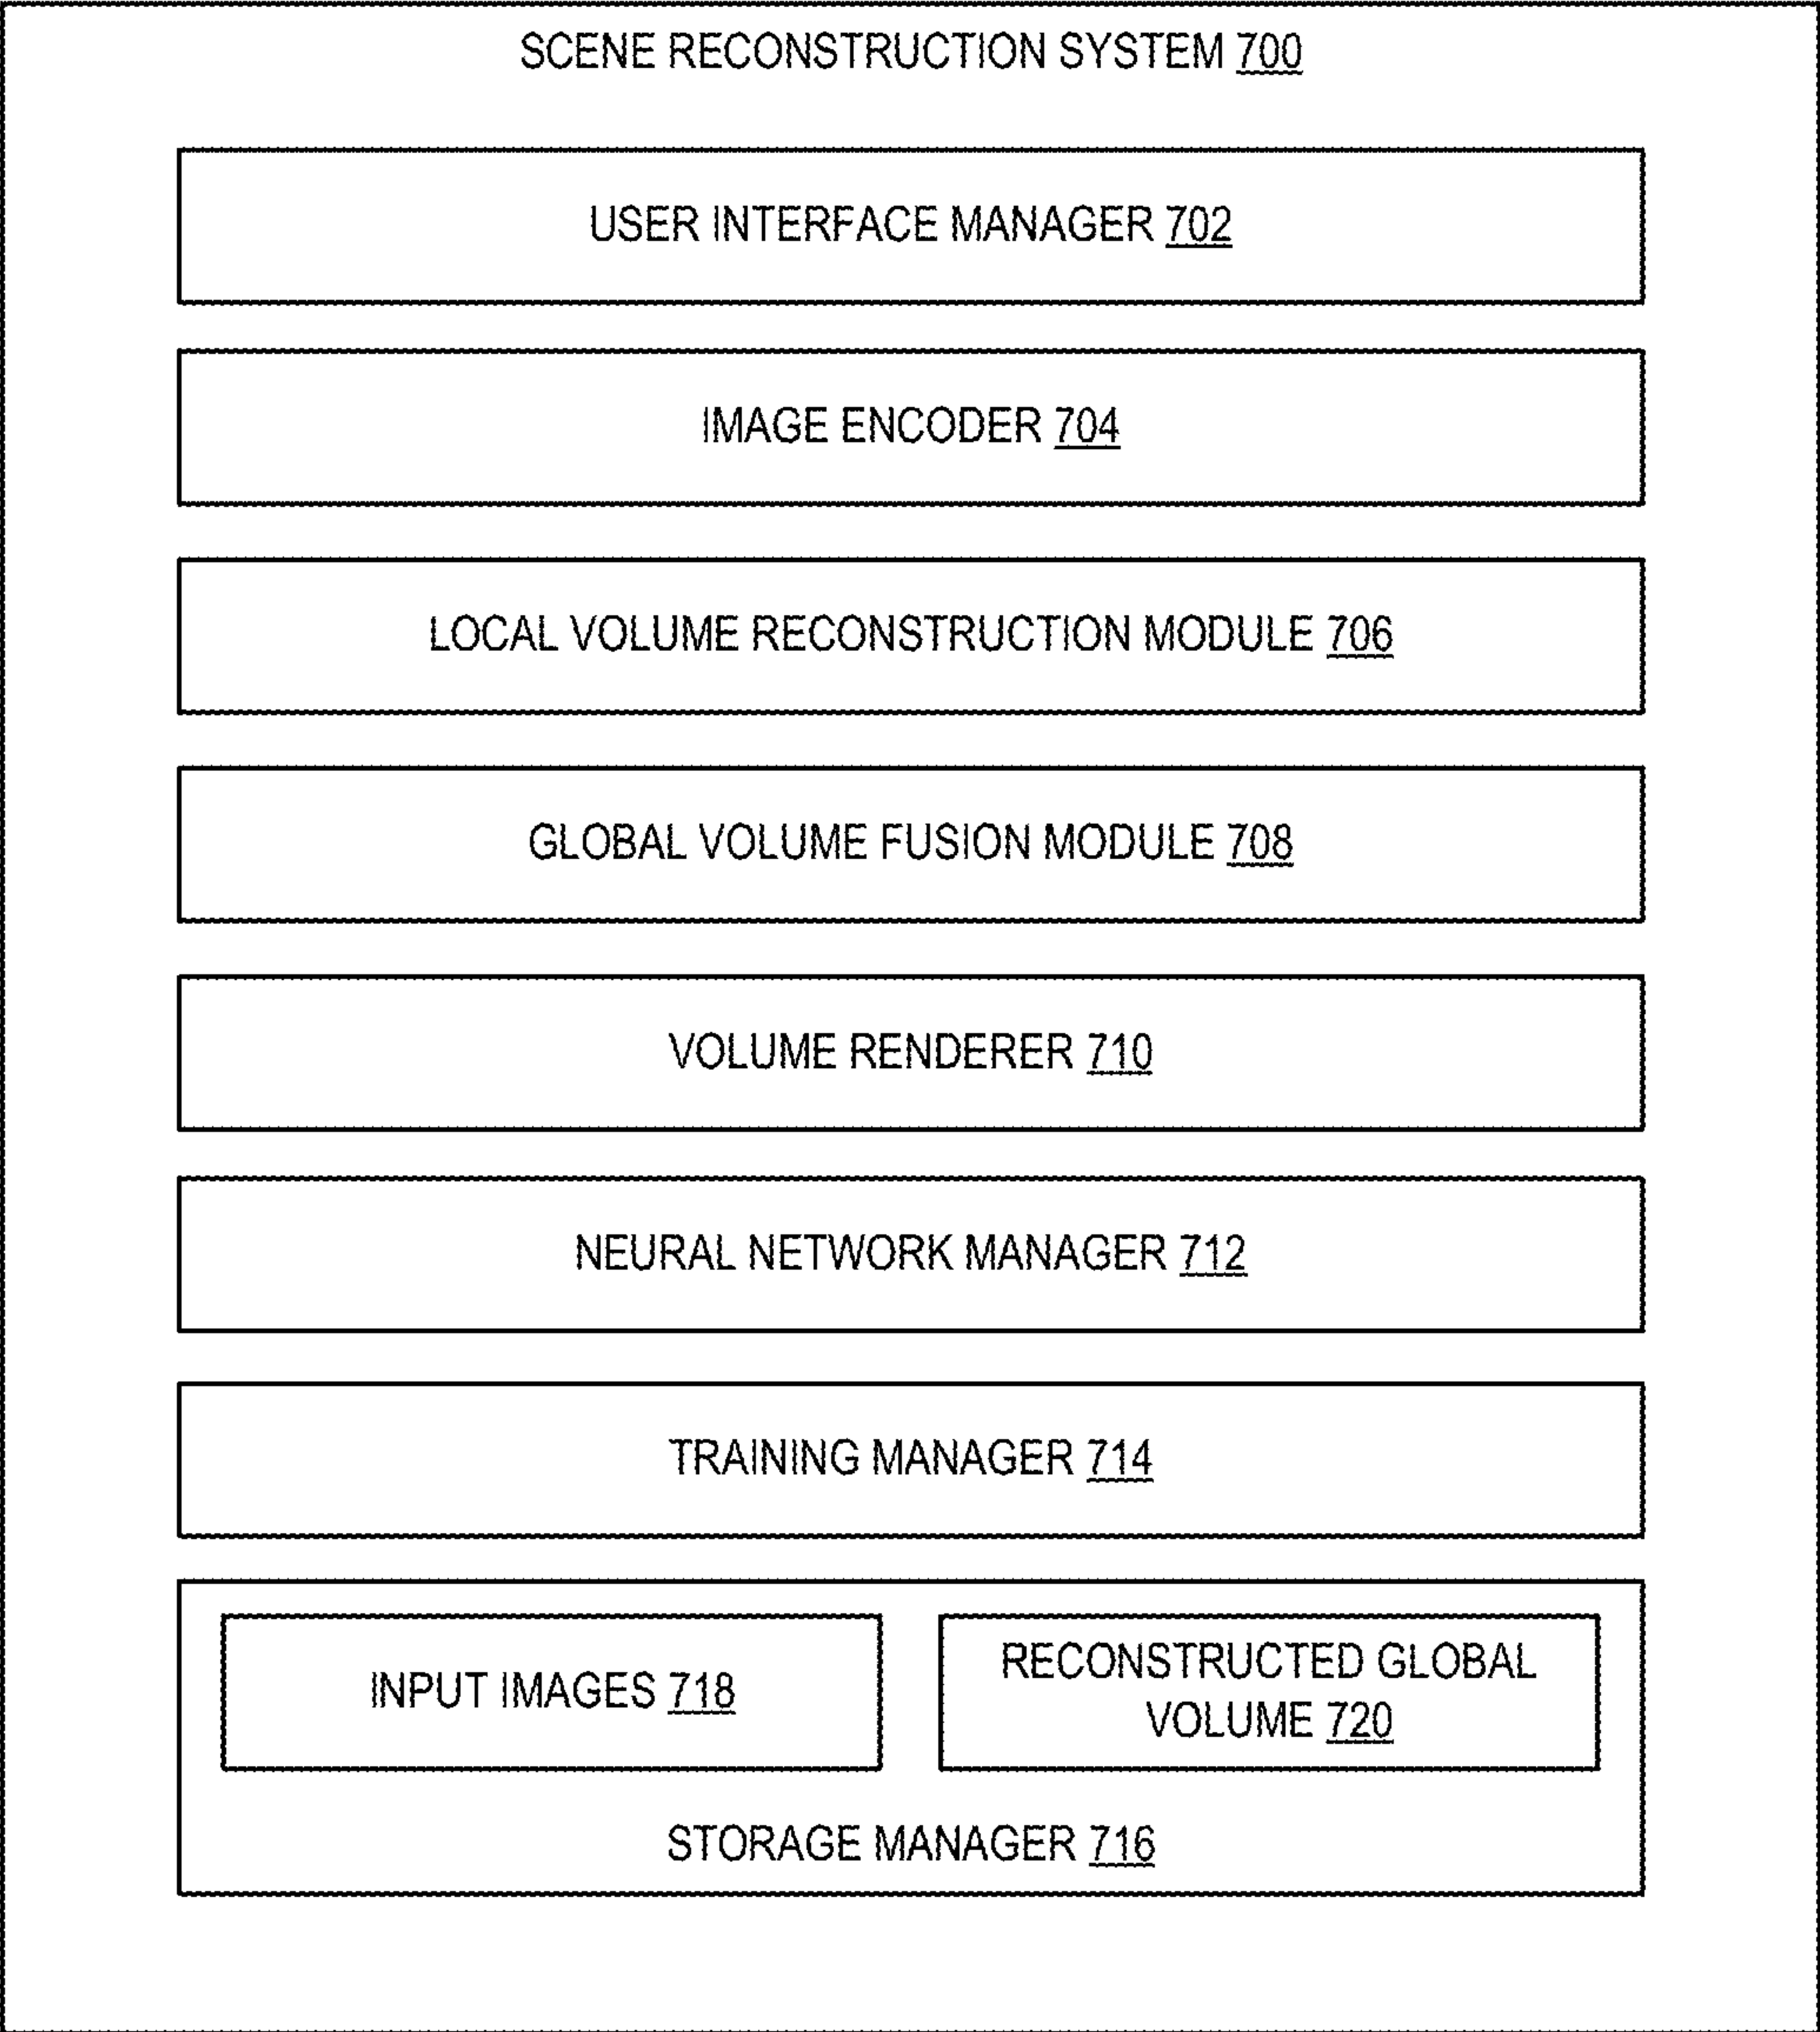 SCENE RECONSTRUCTION SYSTEM 700
USER INTERFACE MANAGER 702
IMAGE ENCODER 704
LOCAL VOLUME RECONSTRUCTION MODULE 706
GLOBAL VOLUME FUSION MODULE 708
VOLUME RENDERER 710
NEURAL NETWORK MANAGER 712
TRAINING MANAGER 714
INPUT IMAGES 718
RECONSTRUCTED GLOBAL
VOLUME 720
STORAGE MANAGER 716